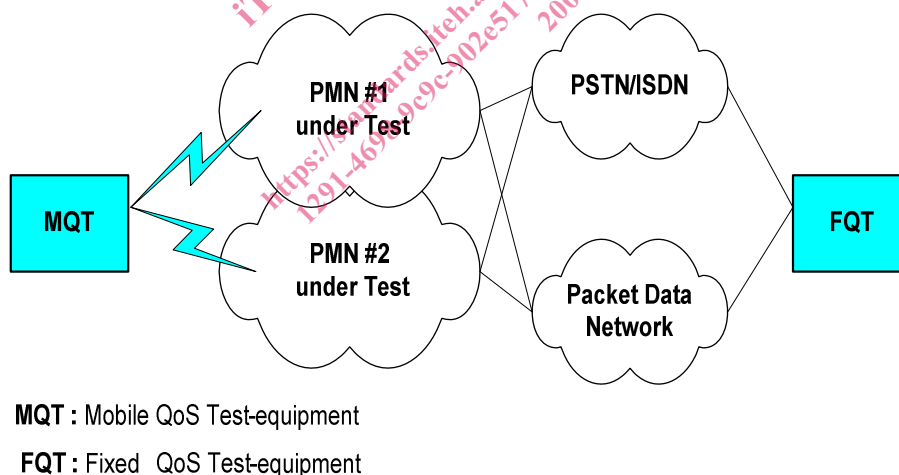 PMN #1
under Test
PSTN/ISDN
MQT
FQT
PMN #2
under Test
Packet Data
Network
MQT : Mobile QoS Test-equipment
FQT : Fixed QoS Test-equipment